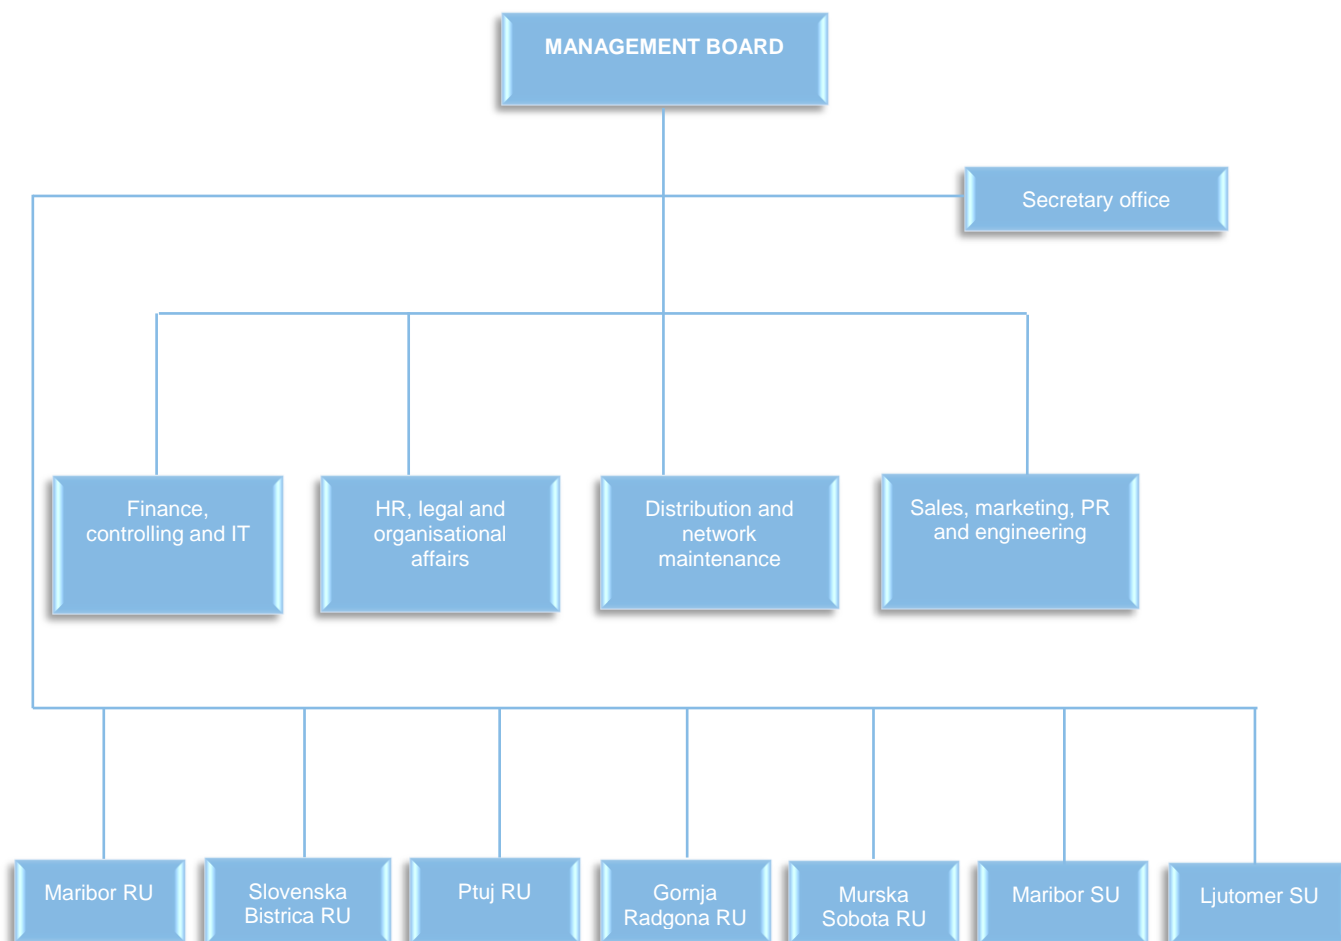 MANAGEMENT BOARD
Secretary office
Finance,
controlling and IT
HR, legal and
organisational
affairs
Distribution and
network
maintenance
Sales, marketing, PR
and engineering
Maribor RU
Slovenska
Bistrica RU
Ptuj RU
Gornja
Radgona RU
Murska
Sobota RU
Maribor SU
Ljutomer SU